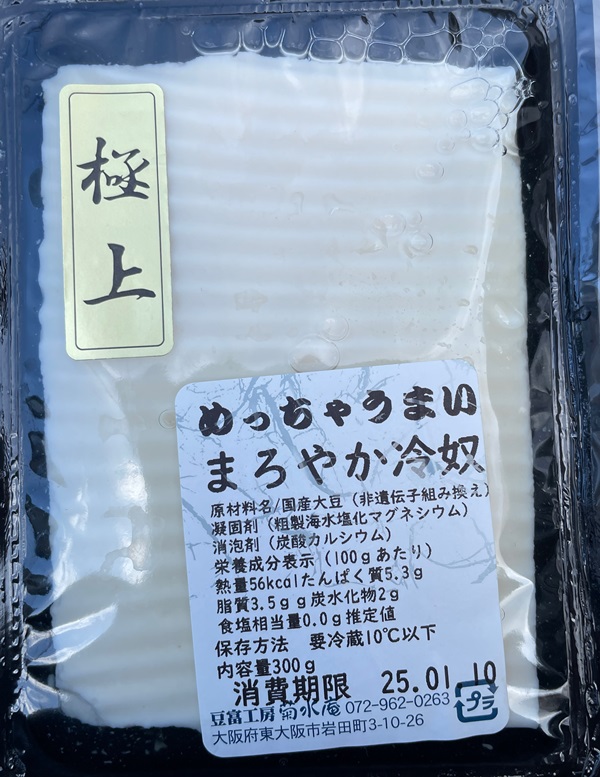 極上
めっちゃうまい
まろやか冷奴
原材料名/国産大豆（非遺伝子組み換え）
凝固剤（粗製海水塩化マグネシウム）
消泡剤（炭酸カルシウム）
栄養成分表示（100gあたり）
熱量56kcalたんぱく質5.3g
脂質3.5gg炭水化物2g
食塩相当量0.0g推定値
保存方法 要冷蔵10℃以下
内容量300g
消費期限 25.01.10
豆富工房 菊水庵 072-962-0263
大阪府東大阪市岩田町3-10-26
プラ